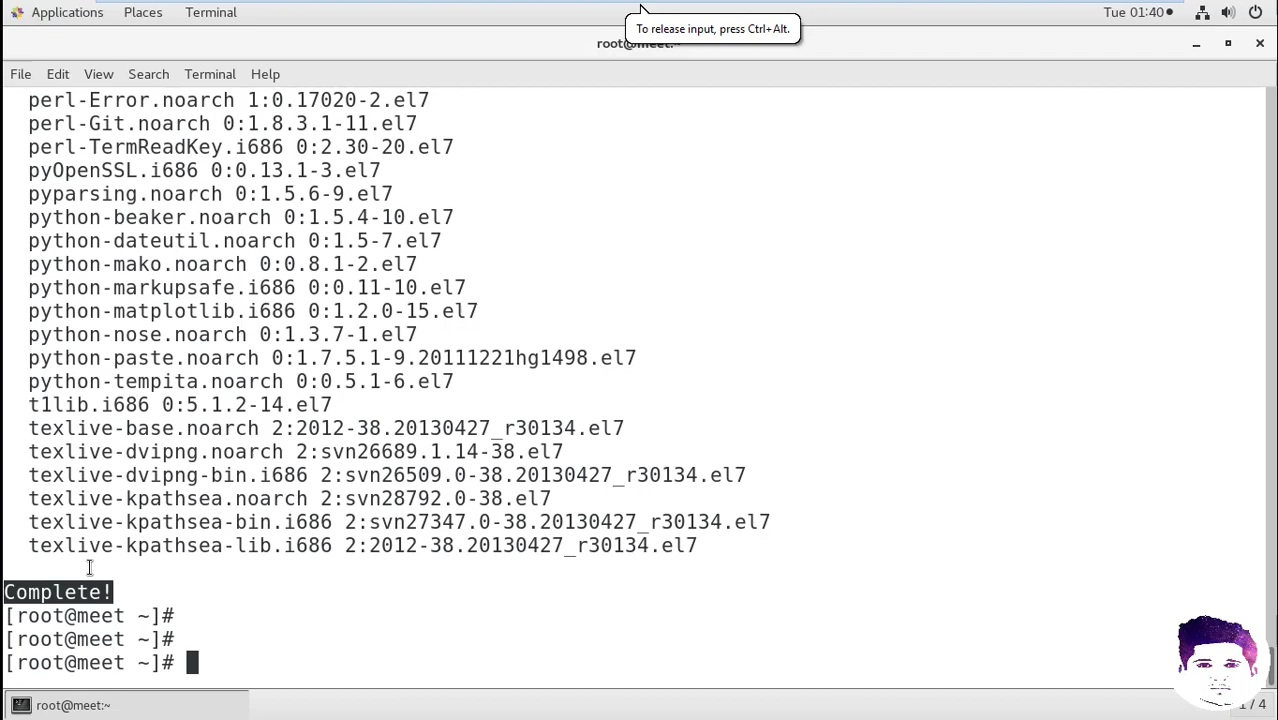 Applications Places Terminal Tue 01:40
To release input, press Ctrl+Alt.
root@meet:~
File Edit View Search Terminal Help
perl-Error.noarch 1:0.17020-2.el7
perl-Git.noarch 0:1.8.3.1-11.el7
perl-TermReadKey.i686 0:2.30-20.el7
pyOpenSSL.i686 0:0.13.1-3.el7
pyparsing.noarch 0:1.5.6-9.el7
python-beaker.noarch 0:1.5.4-10.el7
python-dateutil.noarch 0:1.5-7.el7
python-mako.noarch 0:0.8.1-2.el7
python-markupsafe.i686 0:0.11-10.el7
python-matplotlib.i686 0:1.2.0-15.el7
python-nose.noarch 0:1.3.7-1.el7
python-paste.noarch 0:1.7.5.1-9.20111221hg1498.el7
python-tempita.noarch 0:0.5.1-6.el7
t1lib.i686 0:5.1.2-14.el7
texlive-base.noarch 2:2012-38.20130427_r30134.el7
texlive-dvipng.noarch 2:svn26689.1.14-38.el7
texlive-dvipng-bin.i686 2:svn26509.0-38.20130427_r30134.el7
texlive-kpathsea.noarch 2:svn28792.0-38.el7
texlive-kpathsea-bin.i686 2:svn27347.0-38.20130427_r30134.el7
texlive-kpathsea-lib.i686 2:2012-38.20130427_r30134.el7
Complete!
[root@meet ~]#
[root@meet ~]#
[root@meet ~]#
root@meet:~ 1 / 4